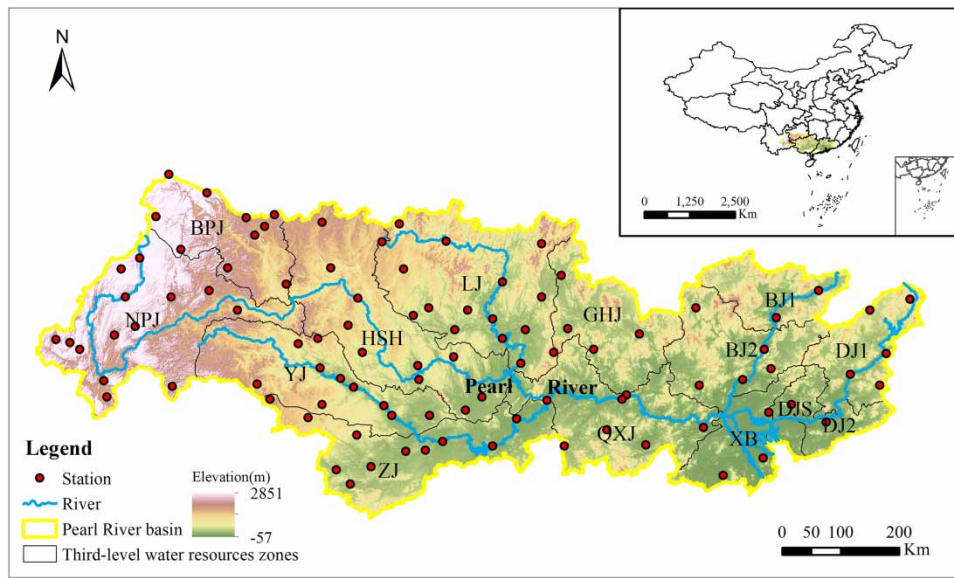 N
0 1,250 2,500
Km
BPJ
NPJ
LJ
GHJ
BJ1
HSH
BJ2
DJ1
YJ
Pearl River
DJS
DJ2
QXJ
XB
ZJ
Legend
Station
River
Pearl River basin
Third-level water resources zones
Elevation(m)
2851
-57
0 50 100 200
Km